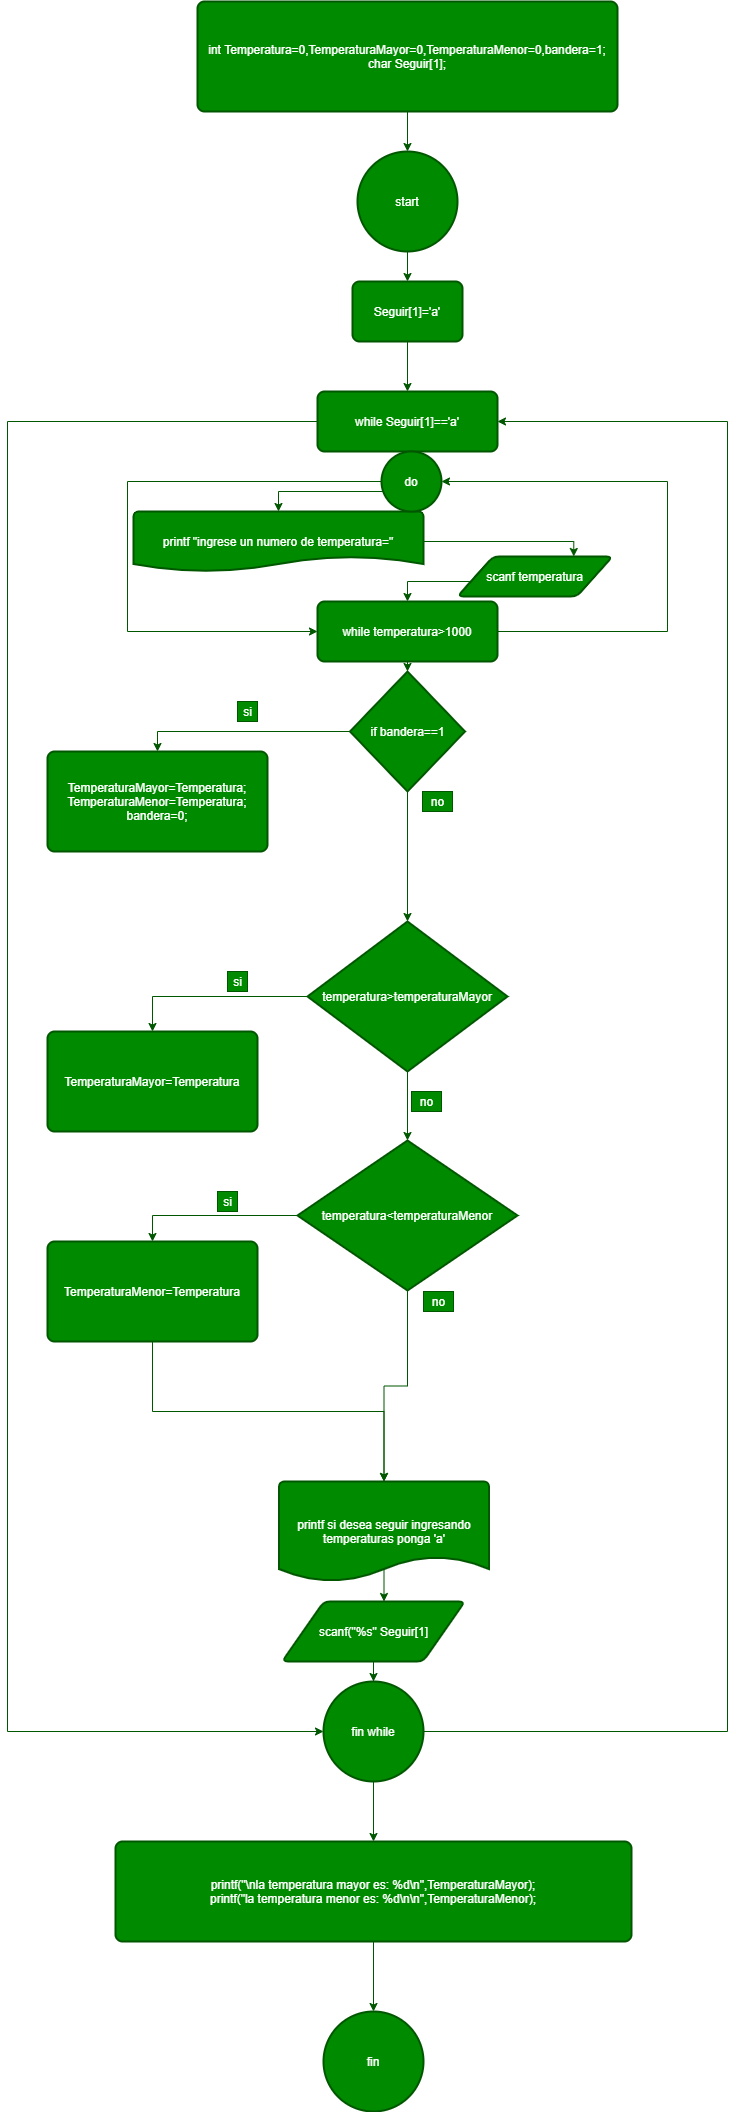 int Temperatura=0,TemperaturaMayor=0,TemperaturaMenor=0,bandera=1;
char Seguir[1];
start
Seguir[1]='a'
while Seguir[1]=='a'
do
printf "ingrese un numero de temperatura="
scanf temperatura
while temperatura>1000
if bandera==1
si
TemperaturaMayor=Temperatura;
TemperaturaMenor=Temperatura;
bandera=0;
no
temperatura>temperaturaMayor
si
TemperaturaMayor=Temperatura
no
temperatura<temperaturaMenor
si
TemperaturaMenor=Temperatura
no
printf si desea seguir ingresando
temperaturas ponga 'a'
scanf("%s" Seguir[1]
fin while
printf("\nla temperatura mayor es: %d\n",TemperaturaMayor);
printf("la temperatura menor es: %d\n\n",TemperaturaMenor);
fin